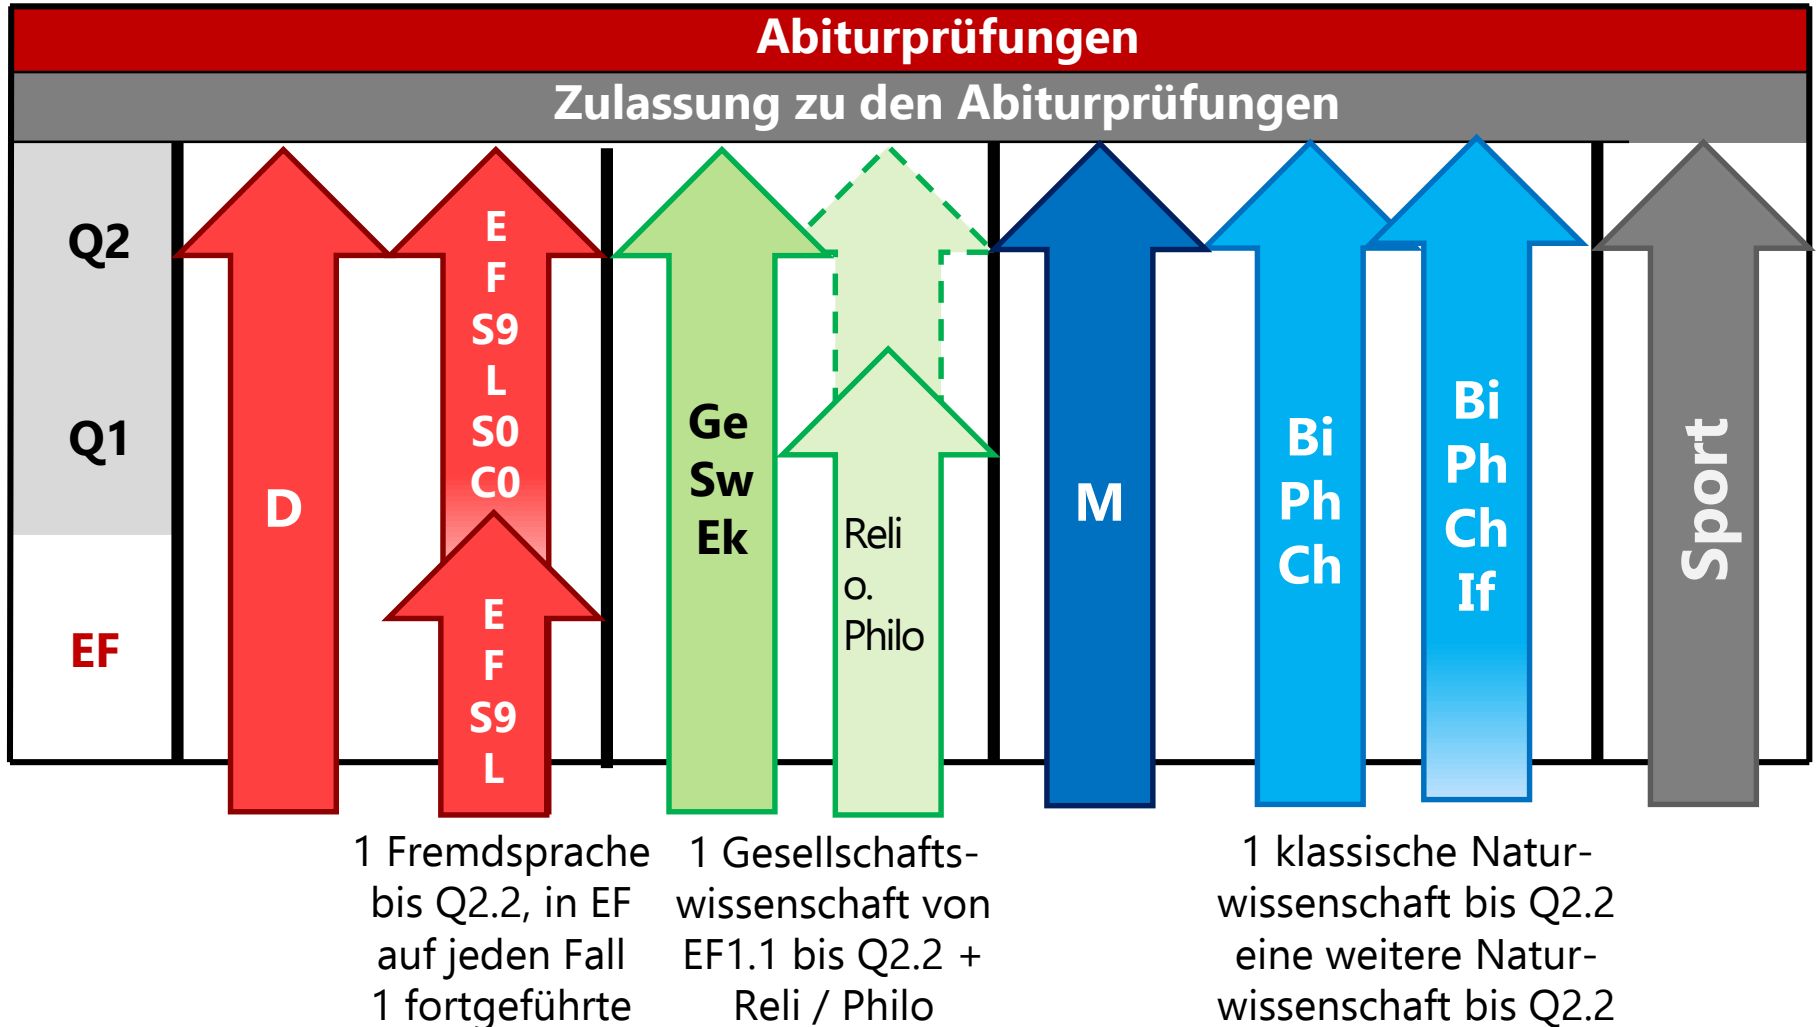 Abiturprüfungen
Zulassung zu den Abiturprüfungen
Q2
Q1
EF
D
E
F
S9
L
S0
C0
E
F
S9
L
Ge
Sw
Ek
Reli
o.
Philo
M
Bi
Ph
Ch
Bi
Ph
Ch
If
Sport
1 Fremdsprache
bis Q2.2, in EF
auf jeden Fall
1 fortgeführte
1 Gesellschafts-
wissenschaft von
EF1.1 bis Q2.2 +
Reli / Philo
1 klassische Natur-
wissenschaft bis Q2.2
eine weitere Natur-
wissenschaft bis Q2.2